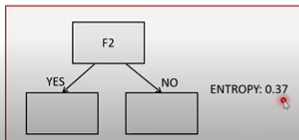 F2
YES
NO
ENTROPY: 0.37